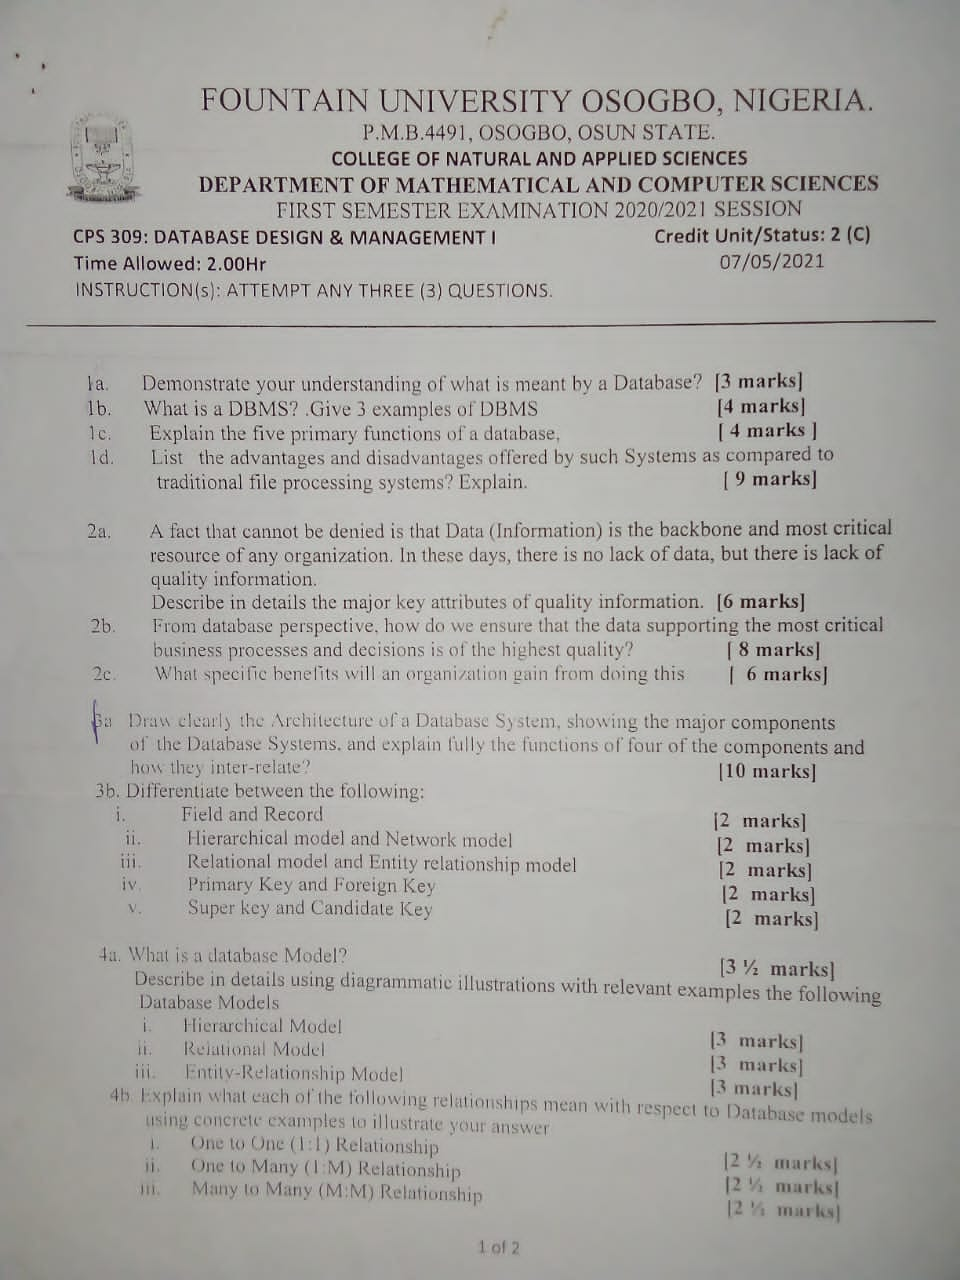 FOUNTAIN UNIVERSITY OSOGBO, NIGERIA.
P.M.B.4491, OSOGBO, OSUN STATE.
COLLEGE OF NATURAL AND APPLIED SCIENCES
DEPARTMENT OF MATHEMATICAL AND COMPUTER SCIENCES
FIRST SEMESTER EXAMINATION 2020/2021 SESSION
CPS 309: DATABASE DESIGN & MANAGEMENT I Credit Unit/Status: 2 (C)
Time Allowed: 2.00Hr 07/05/2021
INSTRUCTION(s): ATTEMPT ANY THREE (3) QUESTIONS.
1a. Demonstrate your understanding of what is meant by a Database? [3 marks]
1b. What is a DBMS? .Give 3 examples of DBMS [4 marks]
1c. Explain the five primary functions of a database, [ 4 marks ]
1d. List the advantages and disadvantages offered by such Systems as compared to
traditional file processing systems? Explain. [ 9 marks]
2a. A fact that cannot be denied is that Data (Information) is the backbone and most critical
resource of any organization. In these days, there is no lack of data, but there is lack of
quality information.
Describe in details the major key attributes of quality information. [6 marks]
2b. From database perspective, how do we ensure that the data supporting the most critical
business processes and decisions is of the highest quality? [ 8 marks]
2c. What specific benefits will an organization gain from doing this [ 6 marks]
3a Draw clearly the Architecture of a Database System, showing the major components
of the Database Systems, and explain fully the functions of four of the components and
how they inter-relate? [10 marks]
3b. Differentiate between the following:
i. Field and Record [2 marks]
ii. Hierarchical model and Network model [2 marks]
iii. Relational model and Entity relationship model [2 marks]
iv. Primary Key and Foreign Key [2 marks]
v. Super key and Candidate Key [2 marks]
4a. What is a database Model? [3 ½ marks]
Describe in details using diagrammatic illustrations with relevant examples the following
Database Models
i. Hierarchical Model [3 marks]
ii. Relational Model [3 marks]
iii. Entity-Relationship Model [3 marks]
4b. Explain what each of the following relationships mean with respect to Database models
using concrete examples to illustrate your answer
i. One to One (1:1) Relationship [2 ½ marks]
ii. One to Many (1:M) Relationship [2 ½ marks]
iii. Many to Many (M:M) Relationship [2 ½ marks]
1 of 2